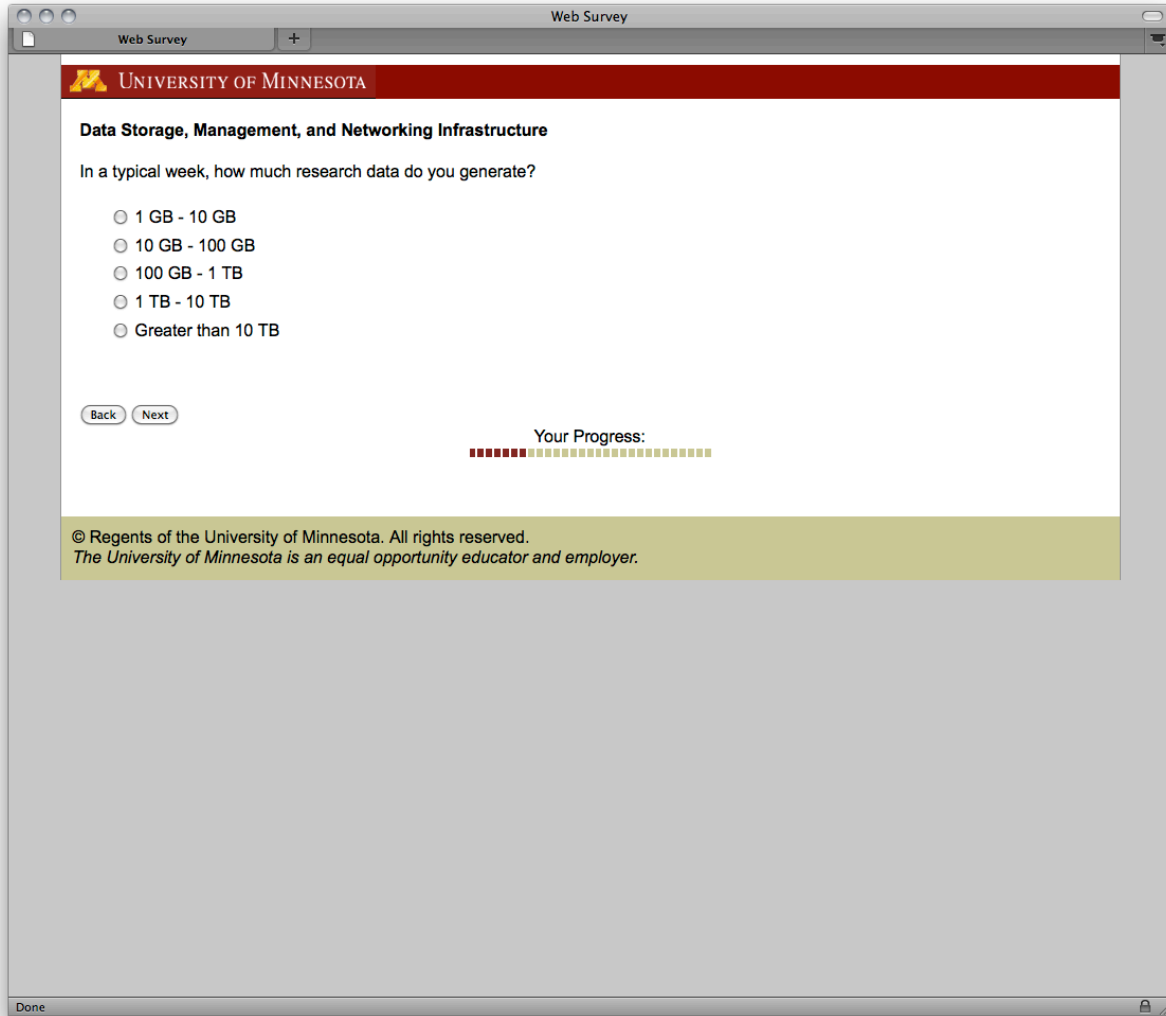 Web Survey
Web Survey
+
UNIVERSITY OF MINNESOTA
Data Storage, Management, and Networking Infrastructure
In a typical week, how much research data do you generate?
1 GB - 10 GB
10 GB - 100 GB
100 GB - 1 TB
1 TB - 10 TB
Greater than 10 TB
Back Next
Your Progress:
© Regents of the University of Minnesota. All rights reserved.
The University of Minnesota is an equal opportunity educator and employer.
Done